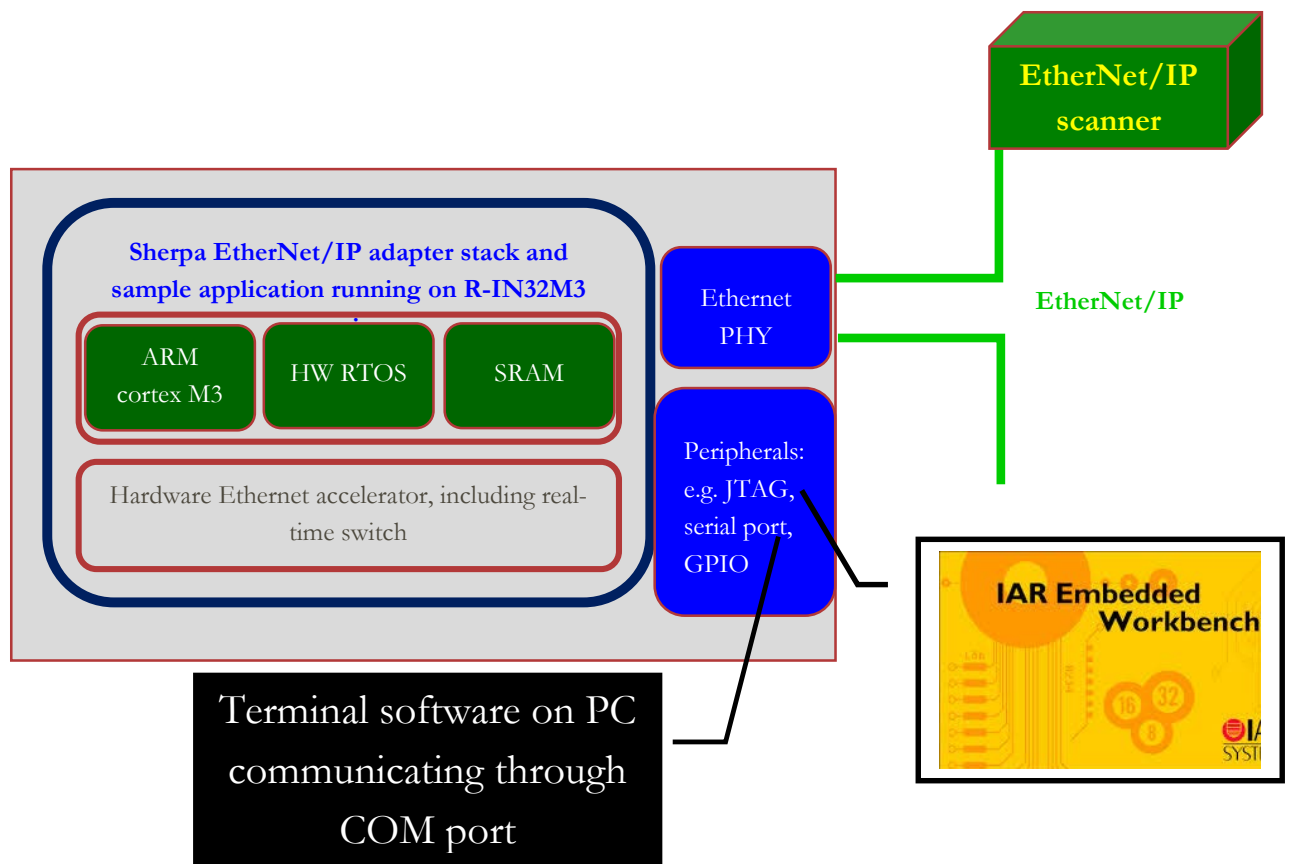 EtherNet/IP
scanner
Sherpa EtherNet/IP adapter stack and
sample application running on R-IN32M3
.
ARM
cortex M3
HW RTOS
SRAM
Hardware Ethernet accelerator, including real-
time switch
Ethernet
PHY
EtherNet/IP
Peripherals:
e.g. JTAG,
serial port,
GPIO
IAR Embedded
Workbench
16
32
8
IA
SYSTE
Terminal software on PC
communicating through
COM port